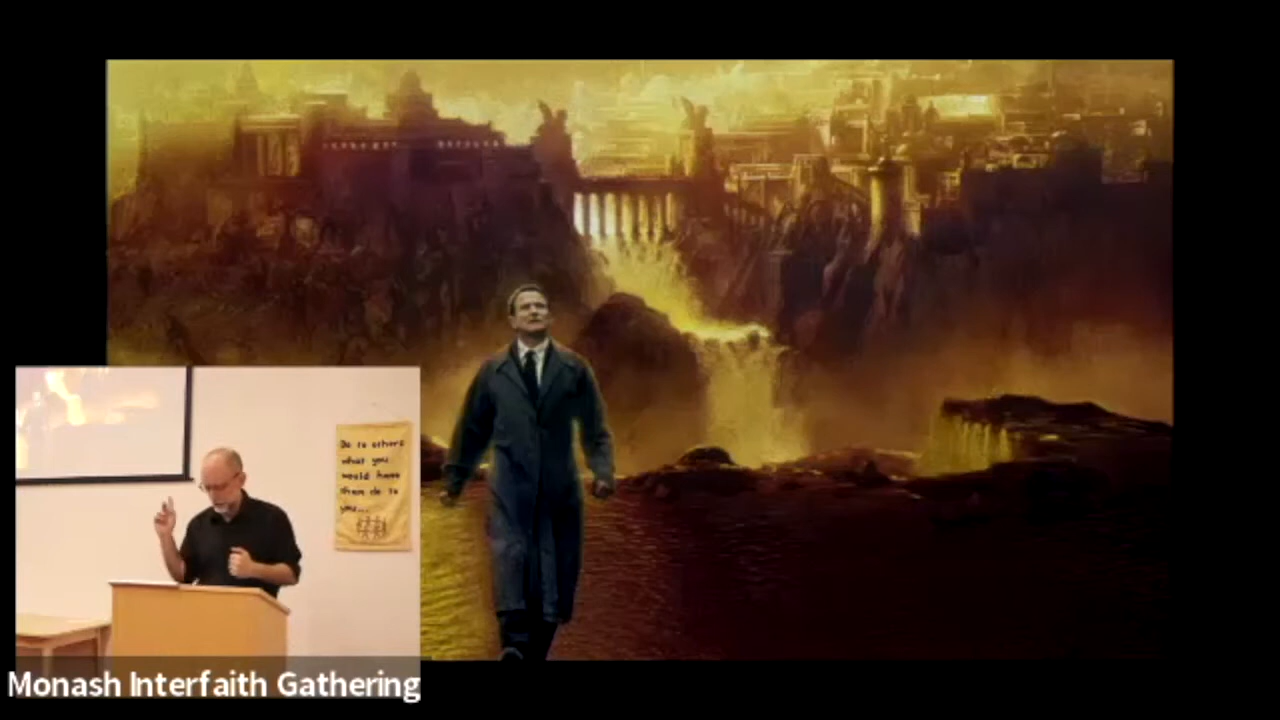 Do to others
what you
would have
them do to
you...
Monash Interfaith Gathering